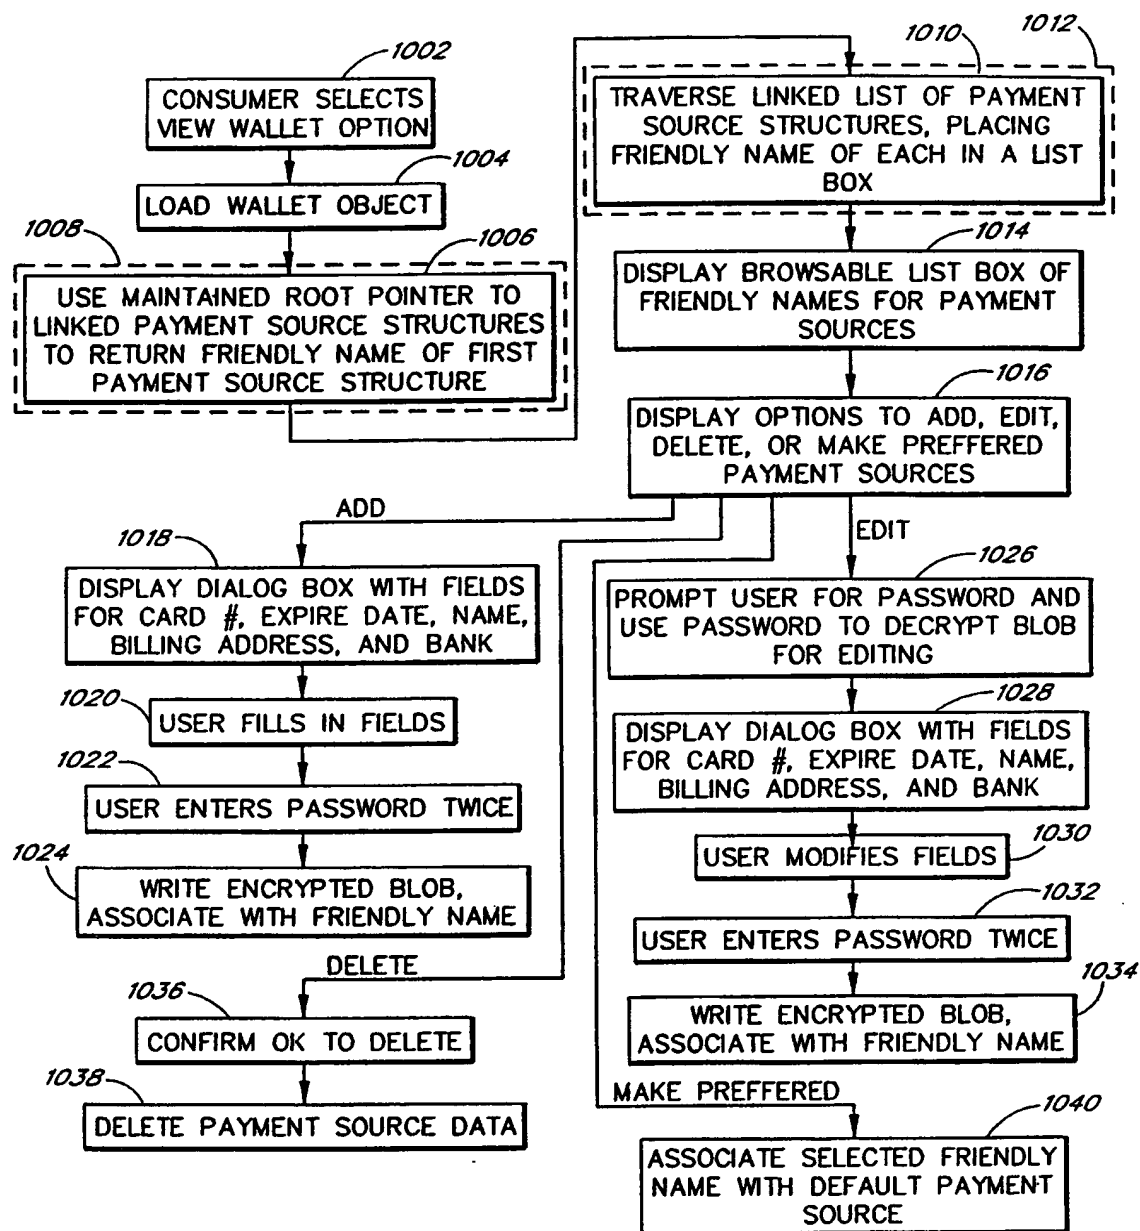 1002
CONSUMER SELECTS
VIEW WALLET OPTION
1004
LOAD WALLET OBJECT
1008
1006
USE MAINTAINED ROOT POINTER TO
LINKED PAYMENT SOURCE STRUCTURES
TO RETURN FRIENDLY NAME OF FIRST
PAYMENT SOURCE STRUCTURE
1010
1012
TRAVERSE LINKED LIST OF PAYMENT
SOURCE STRUCTURES, PLACING
FRIENDLY NAME OF EACH IN A LIST
BOX
1014
DISPLAY BROWSABLE LIST BOX OF
FRIENDLY NAMES FOR PAYMENT
SOURCES
1016
DISPLAY OPTIONS TO ADD, EDIT,
DELETE, OR MAKE PREFFERED
PAYMENT SOURCES
ADD
1018
DISPLAY DIALOG BOX WITH FIELDS
FOR CARD #, EXPIRE DATE, NAME,
BILLING ADDRESS, AND BANK
1020
USER FILLS IN FIELDS
1022
USER ENTERS PASSWORD TWICE
1024
WRITE ENCRYPTED BLOB,
ASSOCIATE WITH FRIENDLY NAME
EDIT
1026
PROMPT USER FOR PASSWORD AND
USE PASSWORD TO DECRYPT BLOB
FOR EDITING
1028
DISPLAY DIALOG BOX WITH FIELDS
FOR CARD #, EXPIRE DATE, NAME,
BILLING ADDRESS, AND BANK
1030
USER MODIFIES FIELDS
1032
USER ENTERS PASSWORD TWICE
1034
WRITE ENCRYPTED BLOB,
ASSOCIATE WITH FRIENDLY NAME
DELETE
1036
CONFIRM OK TO DELETE
1038
DELETE PAYMENT SOURCE DATA
MAKE PREFFERED
1040
ASSOCIATE SELECTED FRIENDLY
NAME WITH DEFAULT PAYMENT
SOURCE